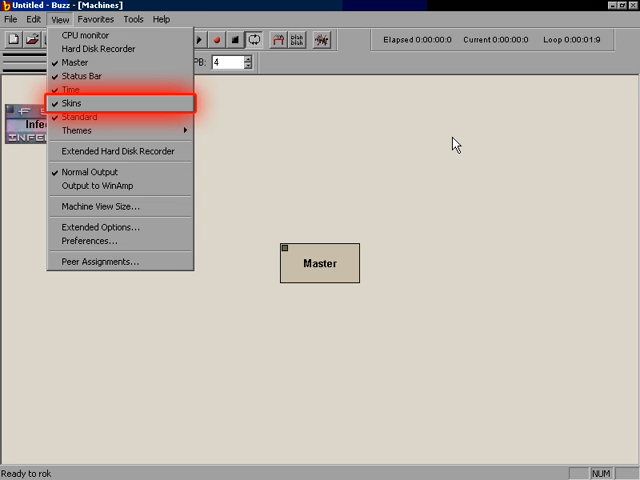 Untitled - Buzz - [Machines]
File Edit View Favorites Tools Help
CPU monitor
Hard Disk Recorder
Master
Status Bar
Time
Skins
Standard
Themes
Extended Hard Disk Recorder
Normal Output
Output to WinAmp
Machine View Size...
Extended Options...
Preferences...
Peer Assignments...
Elapsed 0:00:00:0 Current 0:00:00:0 Loop 0:00:01:9
PB: 4
Master
Ready to rok
NUM